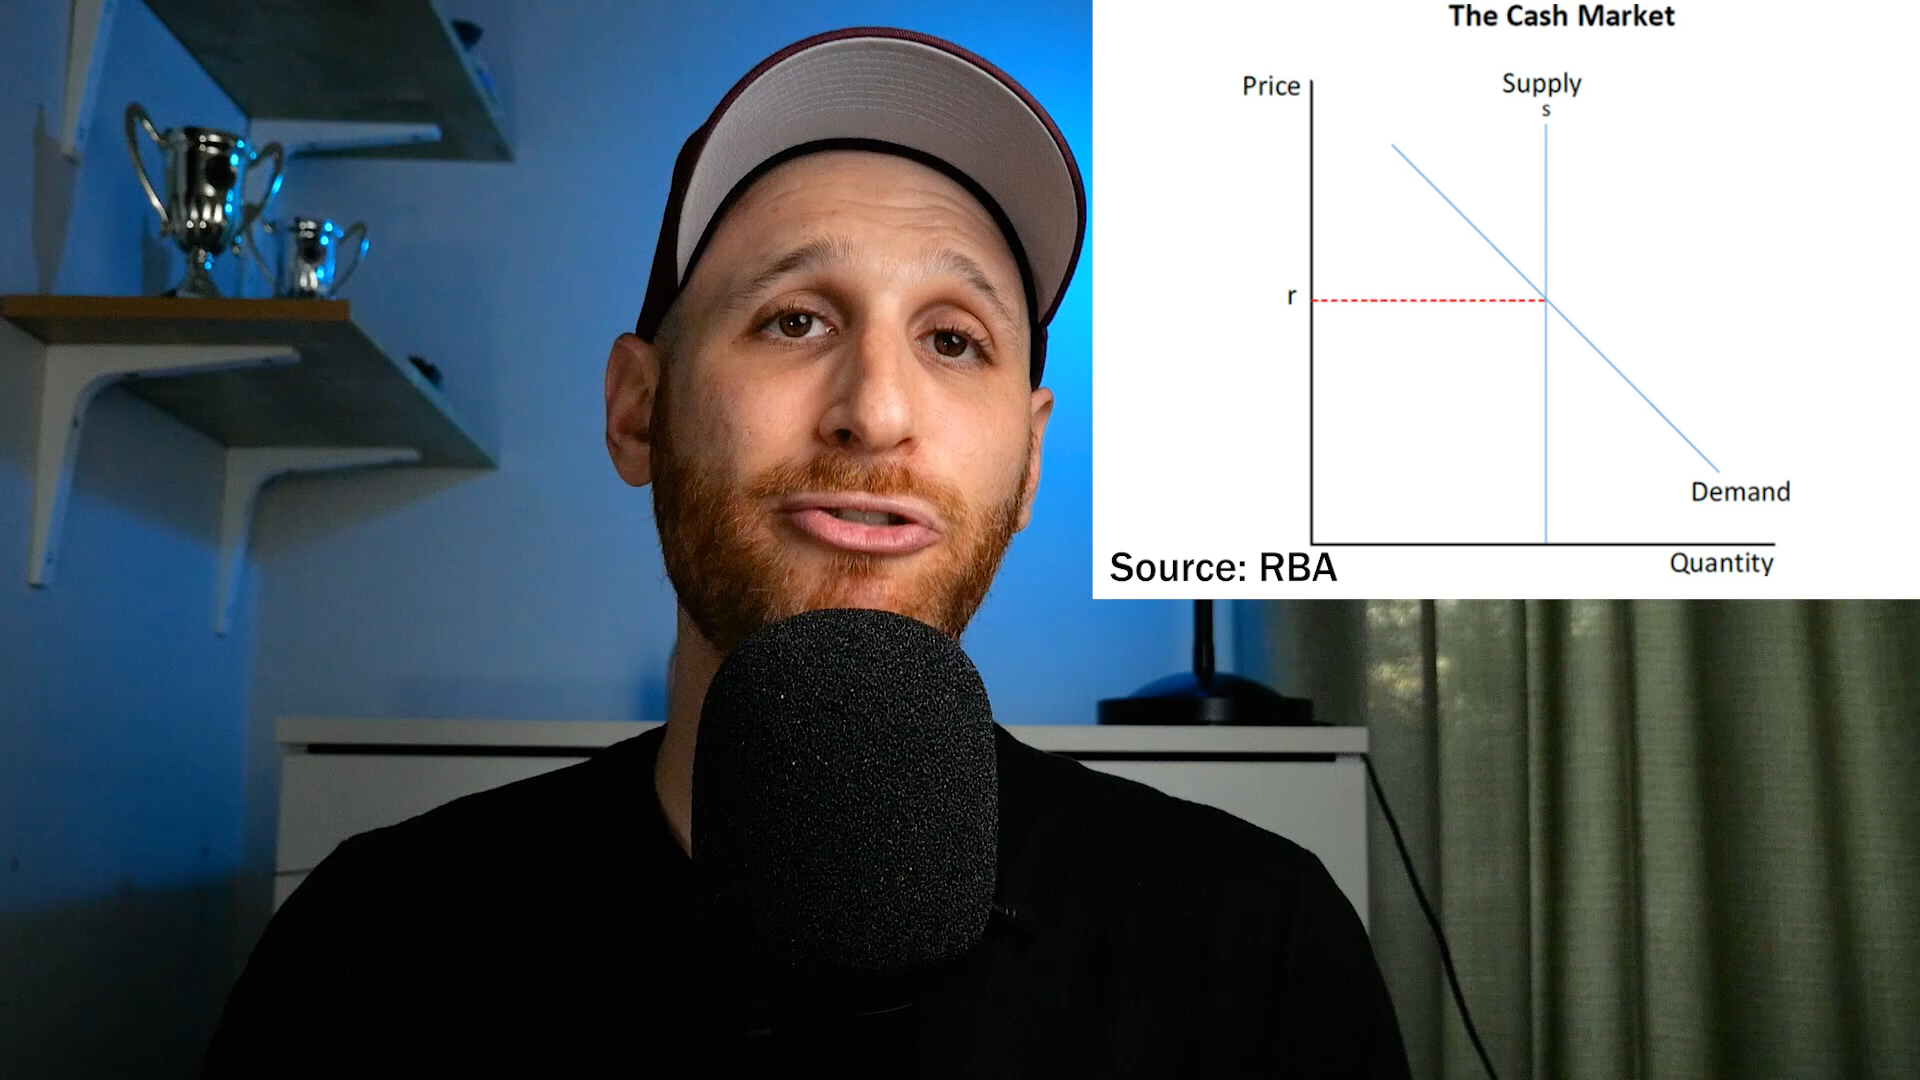 The Cash Market
Price
Supply
s
r
Demand
Quantity
Source: RBA